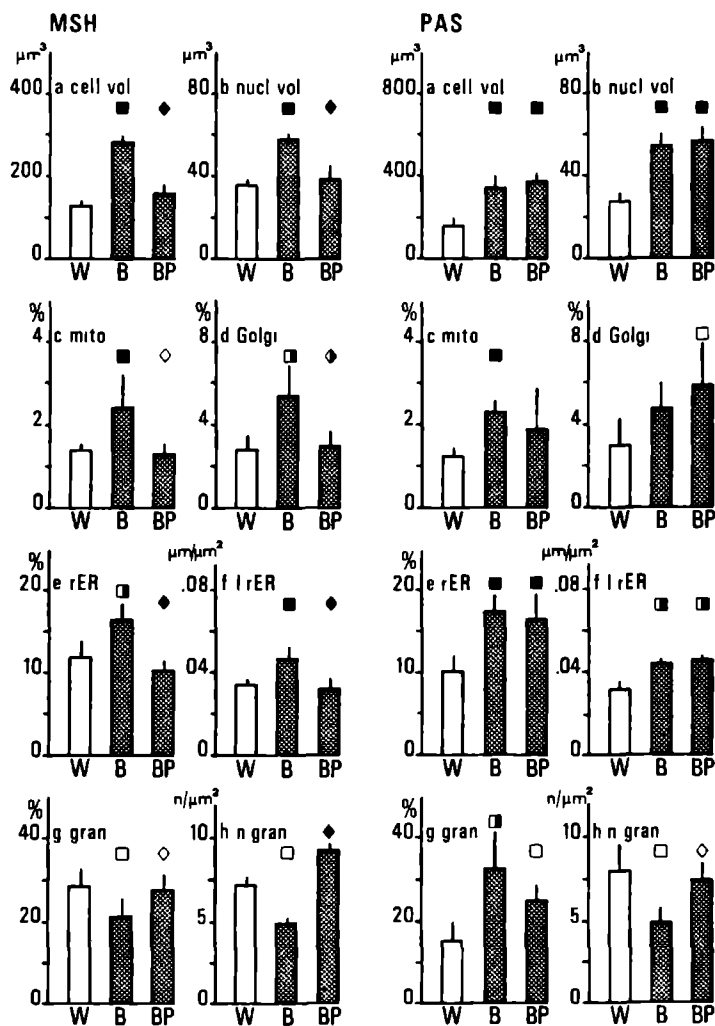 MSH PAS
µm³ µm³ µm³ µm³
400 a cell vol 80 b nucl vol 800 a cell vol 80 b nucl vol
200 40 400 40
0 0 0 0
W B BP W B BP W B BP W B BP
% % % %
4 c mito 8 d Golgi 4 c mito 8 d Golgi
2 4 2 4
0 0 0 0
W B BP W B BP W B BP W B BP
% µm/µm² % µm/µm²
20 e rER .08 f l rER 20 e rER .08 f l rER
10 .04 10 .04
0 0 0 0
W B BP W B BP W B BP W B BP
% n/µm² % n/µm²
40 g gran 10 h n gran 40 g gran 10 h n gran
20 5 20 5
0 0 0 0
W B BP W B BP W B BP W B BP